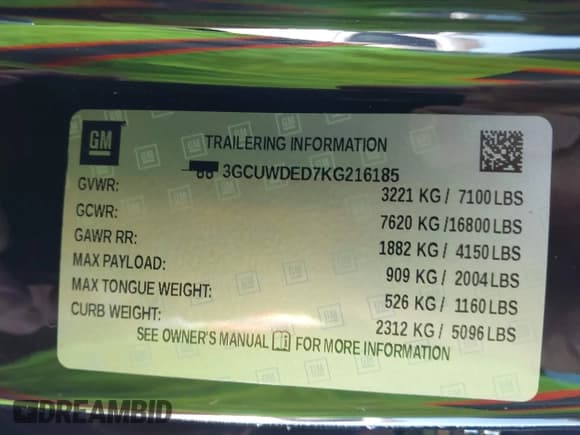 GM
TRAILERING INFORMATION
3GCUWDED7KG216185
GVWR: 3221 KG / 7100 LBS
GCWR: 7620 KG /16800 LBS
GAWR RR: 1882 KG / 4150 LBS
MAX PAYLOAD: 909 KG / 2004 LBS
MAX TONGUE WEIGHT: 526 KG / 1160 LBS
CURB WEIGHT: 2312 KG / 5096 LBS
SEE OWNER'S MANUAL FOR MORE INFORMATION
DREAMBID